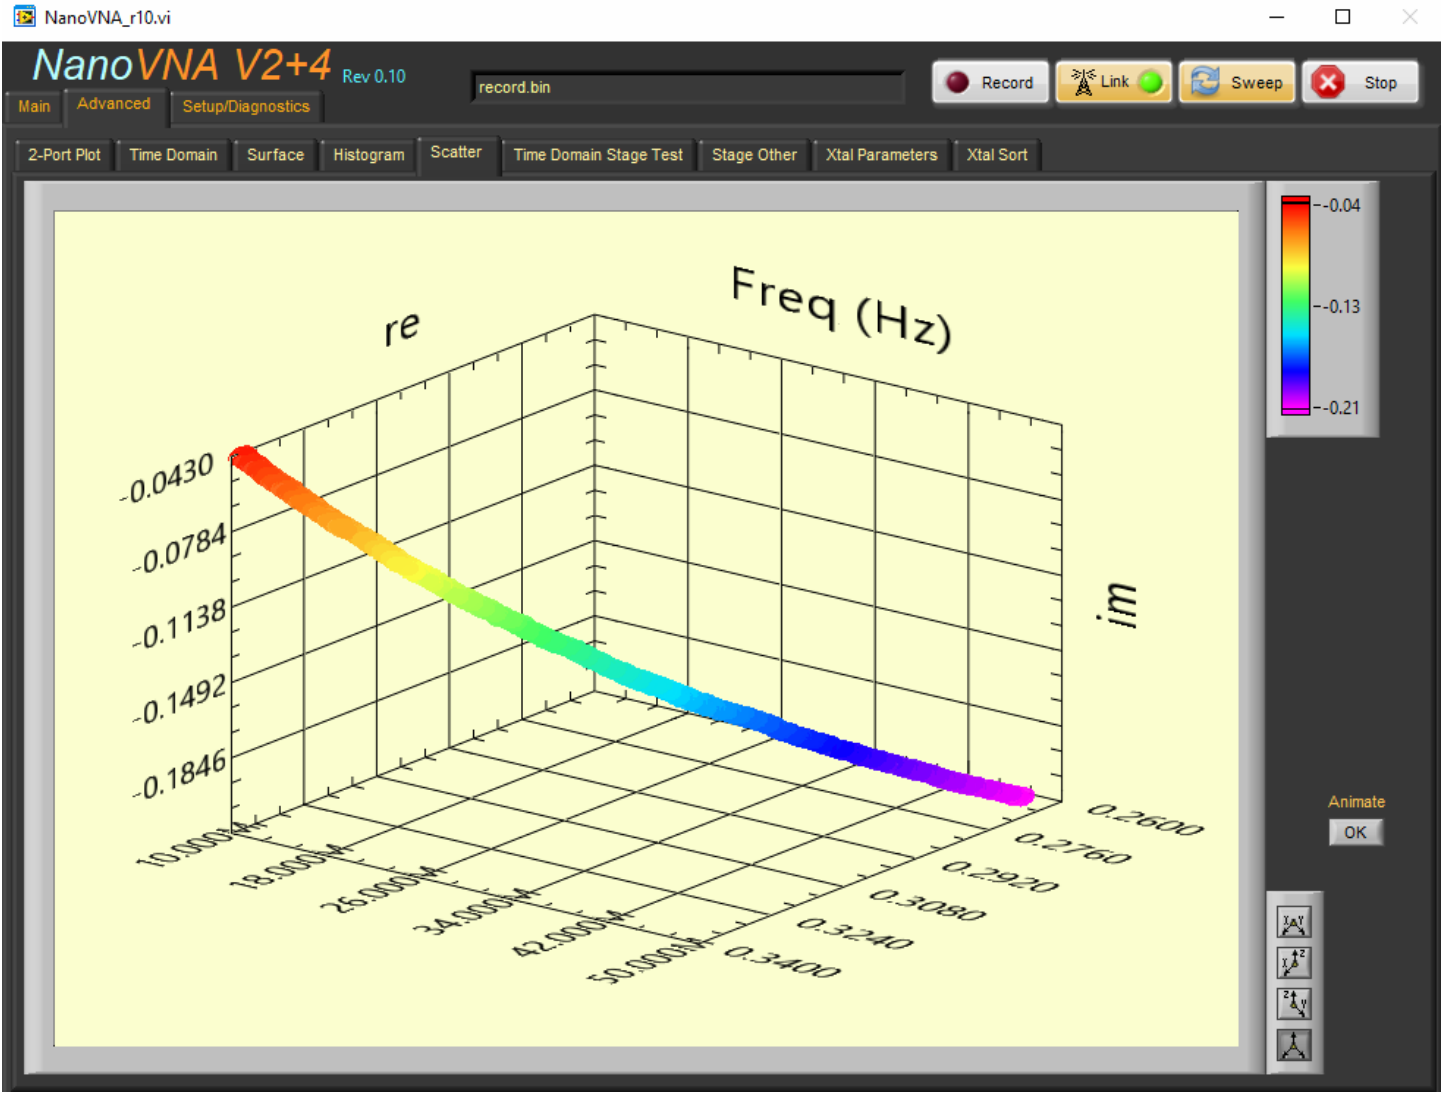 NanoVNA_r10.vi
NanoVNA V2+4 Rev 0.10
record.bin
Record
Link
Sweep
Stop
Main
Advanced
Setup/Diagnostics
2-Port Plot
Time Domain
Surface
Histogram
Scatter
Time Domain Stage Test
Stage Other
Xtal Parameters
Xtal Sort
-0.04
-0.13
-0.21
re
Freq (Hz)
im
-0.0430
-0.0784
-0.1138
-0.1492
-0.1846
10.000M
18.000M
26.000M
34.000M
42.000M
50.000M
0.2600
0.2760
0.2920
0.3080
0.3240
0.3400
Animate
OK
X Y
X Z
Z Y